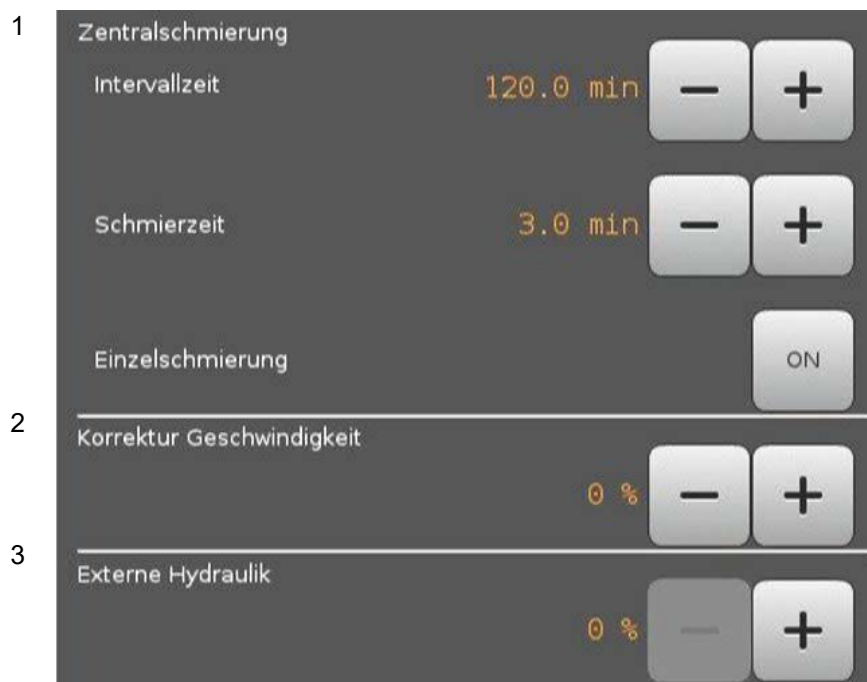 1
Zentralschmierung
Intervallzeit 120.0 min − +
Schmierzeit 3.0 min − +
Einzelschmierung ON
2
Korrektur Geschwindigkeit
0 % − +
3
Externe Hydraulik
0 % − +